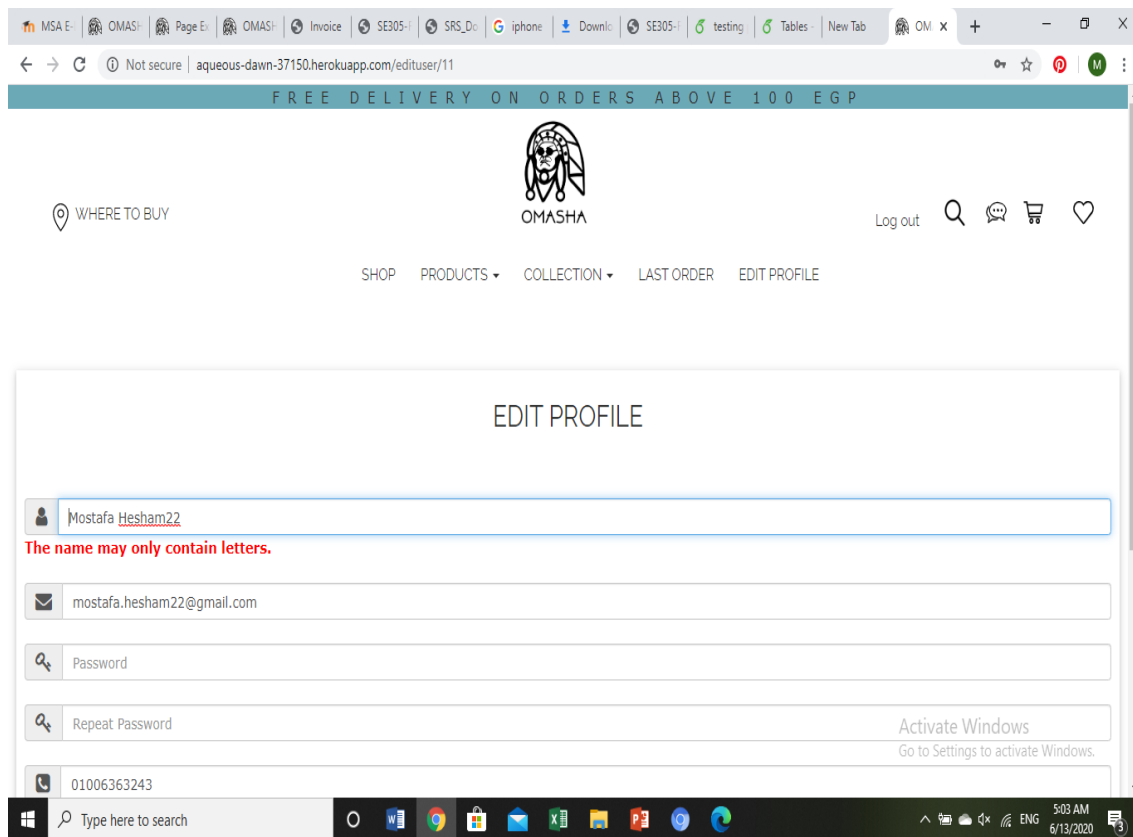 MSA E-
OMASH
Page Ex
OMASH
Invoice
SE305-F
SRS_Do
iphone
Downlo
SE305-F
testing
Tables -
New Tab
OM
Not secure | aqueous-dawn-37150.herokuapp.com/edituser/11
M
FREE DELIVERY ON ORDERS ABOVE 100 EGP
WHERE TO BUY
OMASHA
Log out
SHOP PRODUCTS COLLECTION LAST ORDER EDIT PROFILE
EDIT PROFILE
Mostafa Hesham22
The name may only contain letters.
mostafa.hesham22@gmail.com
Password
Repeat Password
Activate Windows
Go to Settings to activate Windows.
01006363243
Type here to search
ENG
5:03 AM
6/13/2020
3